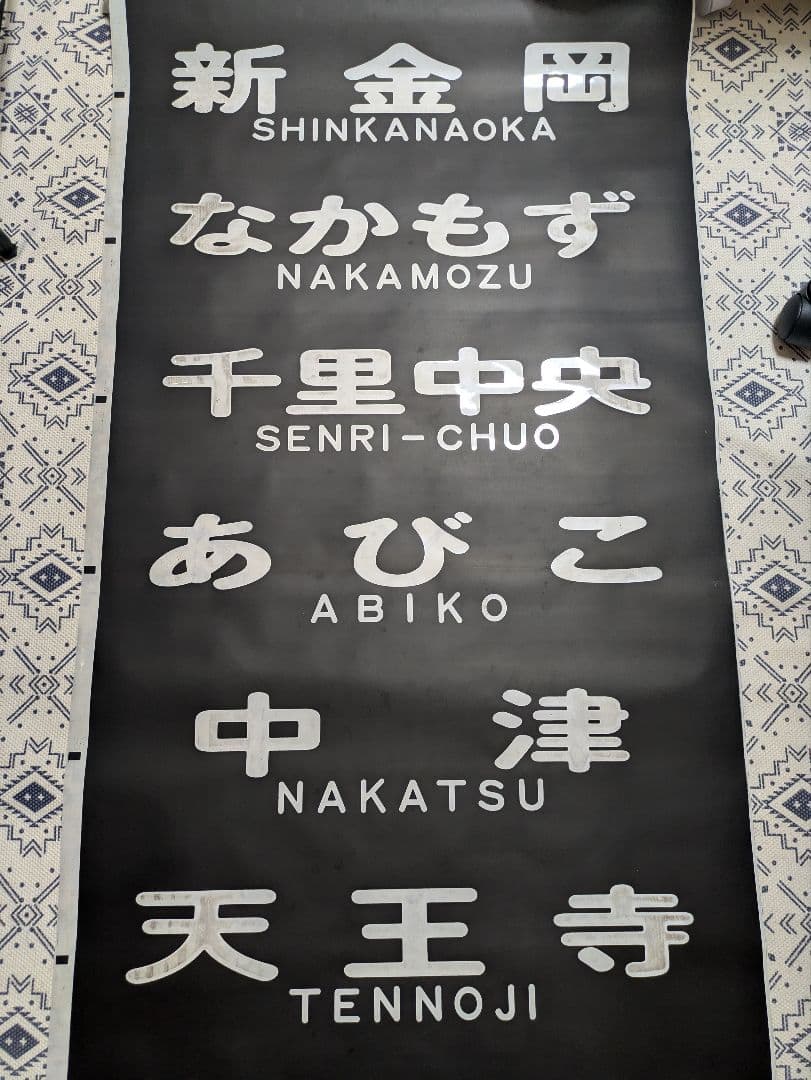 新金岡
SHINKANAOKA
なかもず
NAKAMOZU
千里中央
SENRI-CHUO
あびこ
ABIKO
中津
NAKATSU
天王寺
TENNOJI